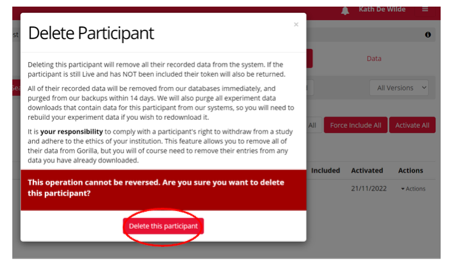 Kath De Wilde
Delete Participant
×
Data
Deleting this participant will remove all their recorded data from the system. If the
participant is still Live and has NOT been included their token will also be returned.
All of their recorded data will be removed from our databases immediately, and
purged from our backups within 14 days. We will also purge all experiment data
downloads that contain data for this participant from our systems, so you will need to
rebuild your experiment data if you wish to redownload it.
All Versions
It is your responsibility to comply with a participant's right to withdraw from a study
and adhere to the ethics of your institution. This feature allows you to remove all of
their data from Gorilla, but you will of course need to remove their entries from any
data you have already downloaded.
All Force Include All Activate All
Included Activated Actions
This operation cannot be reversed. Are you sure you want to delete
this participant?
21/11/2022 Actions
Delete this participant